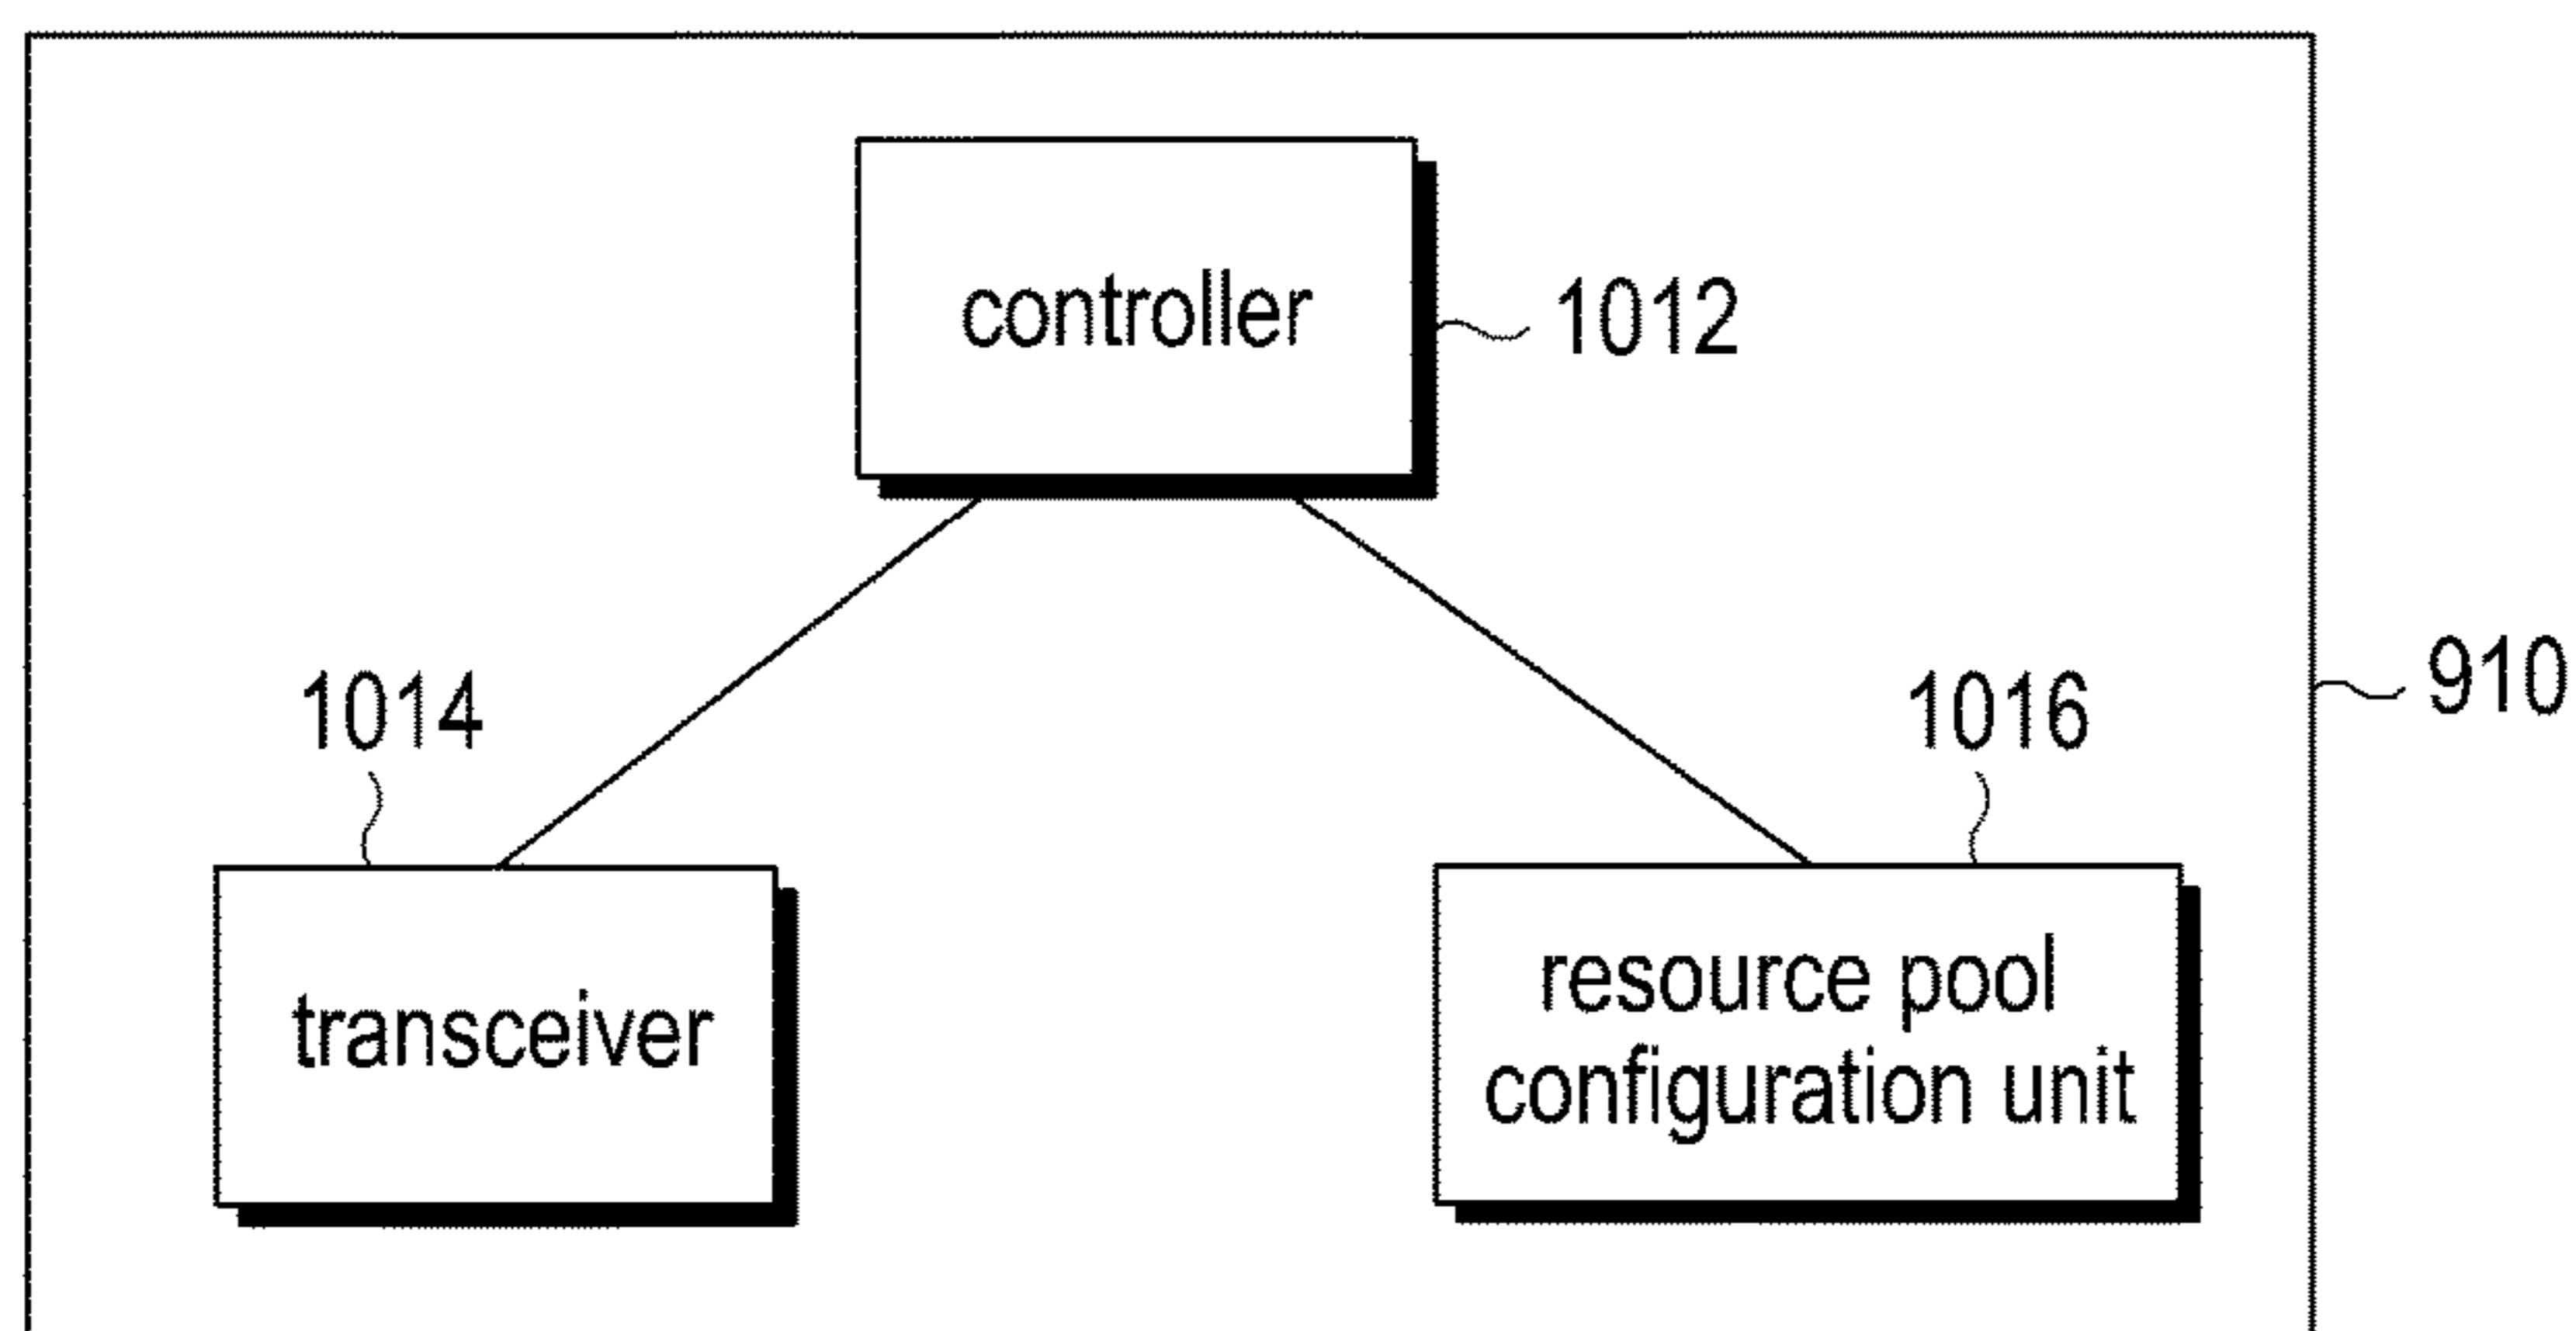 controller
1012
910
1014
1016
transceiver
resource pool
configuration unit